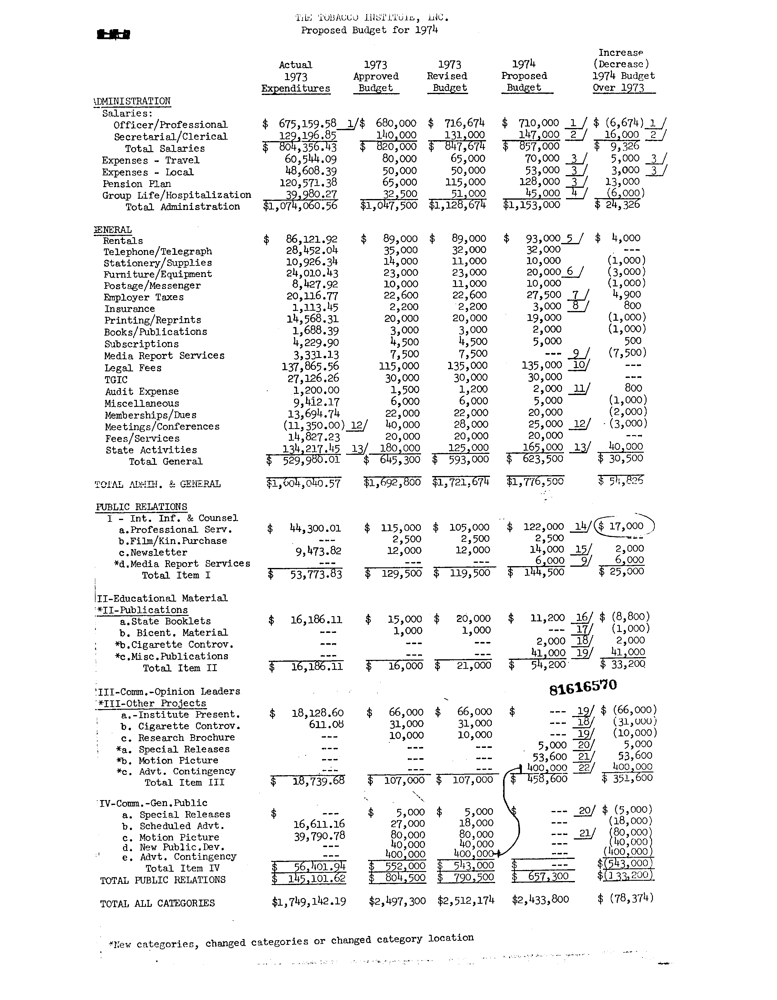 THE TOBACCO INSTITUTE, INC.
Proposed Budget for 1974
Increase
Actual 1973 1973 1974 (Decrease)
1973 Approved Revised Proposed 1974 Budget
Expenditures Budget Budget Budget Over 1973
ADMINISTRATION
Salaries:
Officer/Professional $ 675,159.58 1/ $ 680,000 $ 716,674 $ 710,000 1/ $ (6,674) 1/
Secretarial/Clerical 129,196.85 140,000 131,000 147,000 2/ 16,000 2/
Total Salaries $ 804,356.43 $ 820,000 $ 847,674 $ 857,000 $ 9,326
Expenses - Travel 60,544.09 80,000 65,000 70,000 3/ 5,000 3/
Expenses - Local 48,608.39 50,000 50,000 53,000 3/ 3,000 3/
Pension Plan 120,571.38 65,000 115,000 128,000 3/ 13,000
Group Life/Hospitalization 39,980.27 32,500 51,000 45,000 4/ (6,000)
Total Administration $1,074,060.56 $1,047,500 $1,128,674 $1,153,000 $ 24,326
GENERAL
Rentals $ 86,121.92 $ 89,000 $ 89,000 $ 93,000 5/ $ 4,000
Telephone/Telegraph 28,452.04 35,000 32,000 32,000 ---
Stationery/Supplies 10,926.34 14,000 11,000 10,000 (1,000)
Furniture/Equipment 24,010.43 23,000 23,000 20,000 6/ (3,000)
Postage/Messenger 8,427.92 10,000 11,000 10,000 (1,000)
Employer Taxes 20,116.77 22,600 22,600 27,500 7/ 4,900
Insurance 1,113.45 2,200 2,200 3,000 8/ 800
Printing/Reprints 14,568.31 20,000 20,000 19,000 (1,000)
Books/Publications 1,688.39 3,000 3,000 2,000 (1,000)
Subscriptions 4,229.90 4,500 4,500 5,000 500
Media Report Services 3,331.13 7,500 7,500 --- 9/ (7,500)
Legal Fees 137,865.56 115,000 135,000 135,000 10/ ---
TGIC 27,126.26 30,000 30,000 30,000 ---
Audit Expense 1,200.00 1,500 1,200 2,000 11/ 800
Miscellaneous 9,412.17 6,000 6,000 5,000 (1,000)
Memberships/Dues 13,694.74 22,000 22,000 20,000 (2,000)
Meetings/Conferences (11,350.00) 12/ 40,000 28,000 25,000 12/ (3,000)
Fees/Services 14,827.23 20,000 20,000 20,000 ---
State Activities 134,217.45 13/ 180,000 125,000 165,000 13/ 40,000
Total General $ 529,980.01 $ 645,300 $ 593,000 $ 623,500 $ 30,500
TOTAL ADMIN. & GENERAL $1,604,040.57 $1,692,800 $1,721,674 $1,776,500 $ 54,826
PUBLIC RELATIONS
I - Int. Inf. & Counsel
a.Professional Serv. $ 44,300.01 $ 115,000 $ 105,000 $ 122,000 14/ $ 17,000
b.Film/Kin.Purchase --- 2,500 2,500 2,500 ---
c.Newsletter 9,473.82 12,000 12,000 14,000 15/ 2,000
*d.Media Report Services --- --- --- 6,000 9/ 6,000
Total Item I $ 53,773.83 $ 129,500 $ 119,500 $ 144,500 $ 25,000
II-Educational Material
*II-Publications
a.State Booklets $ 16,186.11 $ 15,000 $ 20,000 $ 11,200 16/ $ (8,800)
b. Bicent. Material --- 1,000 1,000 --- 17/ (1,000)
*b.Cigarette Controv. --- --- --- 2,000 18/ 2,000
*c.Misc.Publications --- --- --- 41,000 19/ 41,000
Total Item II $ 16,186.11 $ 16,000 $ 21,000 $ 54,200 $ 33,200
81616570
III-Comm.-Opinion Leaders
*III-Other Projects
a.-Institute Present. $ 18,128.60 $ 66,000 $ 66,000 $ --- 19/ $ (66,000)
b. Cigarette Controv. 611.08 31,000 31,000 --- 18/ (31,000)
c. Research Brochure --- 10,000 10,000 --- 19/ (10,000)
*a. Special Releases --- --- --- 5,000 20/ 5,000
*b. Motion Picture --- --- --- 53,600 21/ 53,600
*c. Advt. Contingency --- --- --- 400,000 22/ 400,000
Total Item III $ 18,739.68 $ 107,000 $ 107,000 $ 458,600 $ 351,600
IV-Comm.-Gen.Public
a. Special Releases $ --- $ 5,000 $ 5,000 $ --- 20/ $ (5,000)
b. Scheduled Advt. 16,611.16 27,000 18,000 --- (18,000)
c. Motion Picture 39,790.78 80,000 80,000 --- 21/ (80,000)
d. New Public.Dev. --- 40,000 40,000 --- (40,000)
e. Advt. Contingency --- 400,000 400,000 --- (400,000)
Total Item IV $ 56,401.94 $ 552,000 $ 543,000 $ --- $(543,000)
TOTAL PUBLIC RELATIONS $ 145,101.62 $ 804,500 $ 790,500 $ 657,300 $(133,200)
TOTAL ALL CATEGORIES $1,749,142.19 $2,497,300 $2,512,174 $2,433,800 $ (78,374)
*New categories, changed categories or changed category location